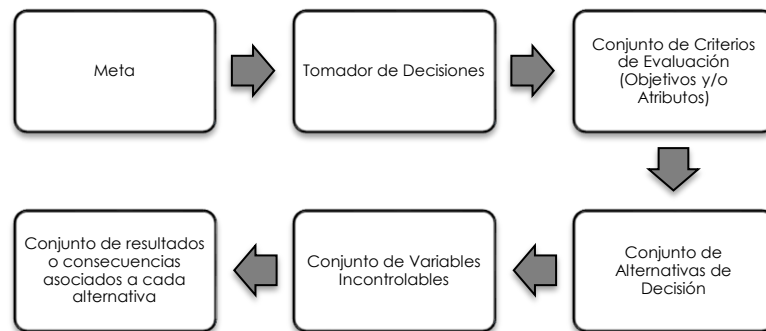 Meta
Tomador de Decisiones
Conjunto de Criterios
de Evaluación
(Objetivos y/o
Atributos)
Conjunto de
Alternativas de
Decisión
Conjunto de Variables
Incontrolables
Conjunto de resultados
o consecuencias
asociados a cada
alternativa